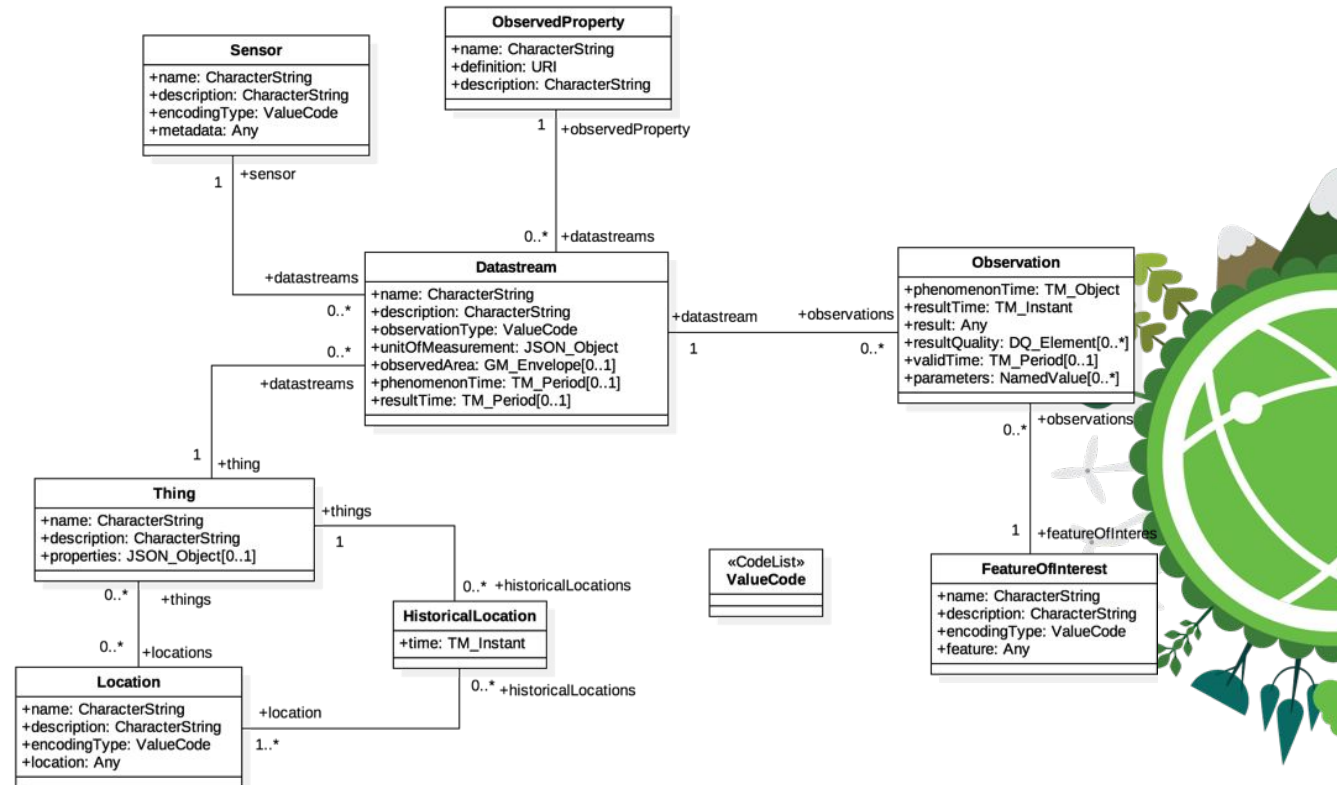 ObservedProperty
+name: CharacterString
+definition: URI
+description: CharacterString
Sensor
+name: CharacterString
+description: CharacterString
+encodingType: ValueCode
+metadata: Any
1 +observedProperty
1 +sensor
0..* +datastreams
+datastreams
0..*
Datastream
+name: CharacterString
+description: CharacterString
+observationType: ValueCode
+unitOfMeasurement: JSON_Object
+observedArea: GM_Envelope[0..1]
+phenomenonTime: TM_Period[0..1]
+resultTime: TM_Period[0..1]
+datastream
1
+observations
0..*
Observation
+phenomenonTime: TM_Object
+resultTime: TM_Instant
+result: Any
+resultQuality: DQ_Element[0..*]
+validTime: TM_Period[0..1]
+parameters: NamedValue[0..*]
0..*
+datastreams
1 +thing
+observations
0..*
1 +featureOfInteres
Thing
+name: CharacterString
+description: CharacterString
+properties: JSON_Object[0..1]
+things
1
0..* +historicalLocations
HistoricalLocation
+time: TM_Instant
0..* +historicalLocations
0..* +things
0..* +locations
Location
+name: CharacterString
+description: CharacterString
+encodingType: ValueCode
+location: Any
+location
1..*
«CodeList»
ValueCode
FeatureOfInterest
+name: CharacterString
+description: CharacterString
+encodingType: ValueCode
+feature: Any